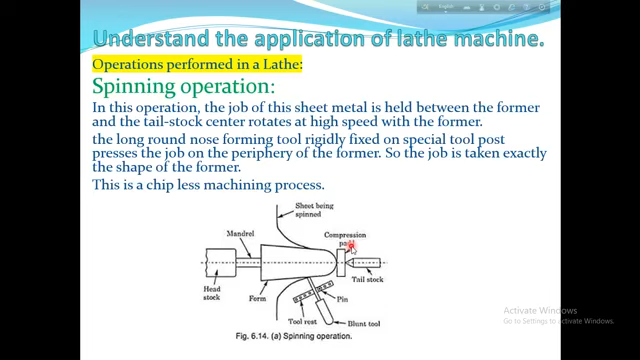 English
Understand the application of lathe machine.
Operations performed in a Lathe:
Spinning operation:
In this operation, the job of this sheet metal is held between the former
and the tail-stock center rotates at high speed with the former.
the long round nose forming tool rigidly fixed on special tool post
presses the job on the periphery of the former. So the job is taken exactly
the shape of the former.
This is a chip less machining process.
Sheet being
spinned
Mandrel
Compression
Head
stock
Form
Tool rest
Pin
Blunt tool
Tail stock
Fig. 6.14. (a) Spinning operation.
Activate Windows
Go to Settings to activate Windows.